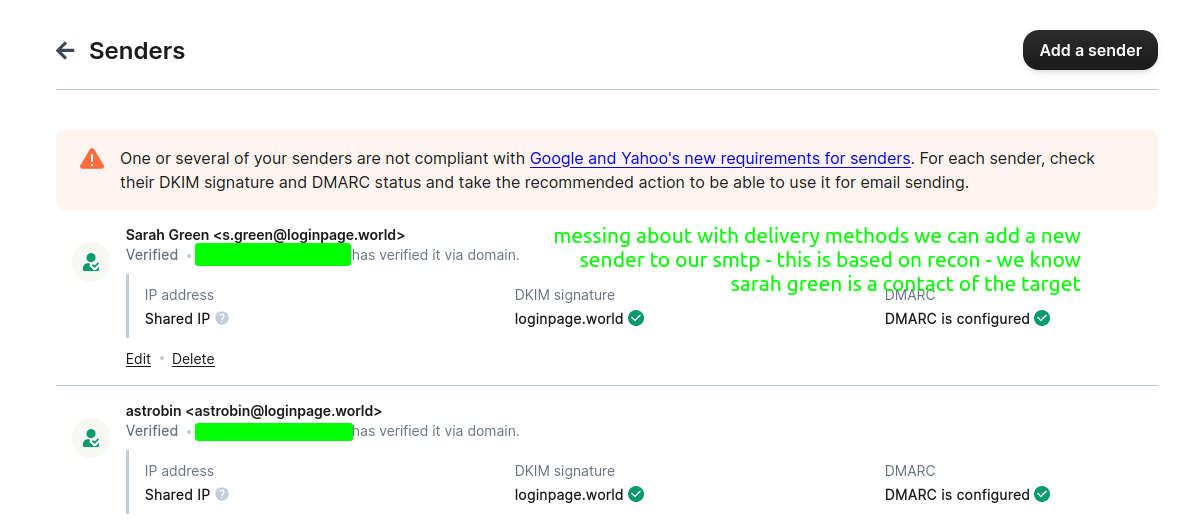 Senders
Add a sender
One or several of your senders are not compliant with Google and Yahoo's new requirements for senders. For each sender, check
their DKIM signature and DMARC status and take the recommended action to be able to use it for email sending.
Sarah Green <s.green@loginpage.world>
Verified • has verified it via domain.
messing about with delivery methods we can add a new
sender to our smtp - this is based on recon - we know
sarah green is a contact of the target
IP address
DKIM signature
DMARC
Shared IP ?
loginpage.world
DMARC is configured
Edit • Delete
astrobin <astrobin@loginpage.world>
Verified • has verified it via domain.
IP address
DKIM signature
DMARC
Shared IP ?
loginpage.world
DMARC is configured